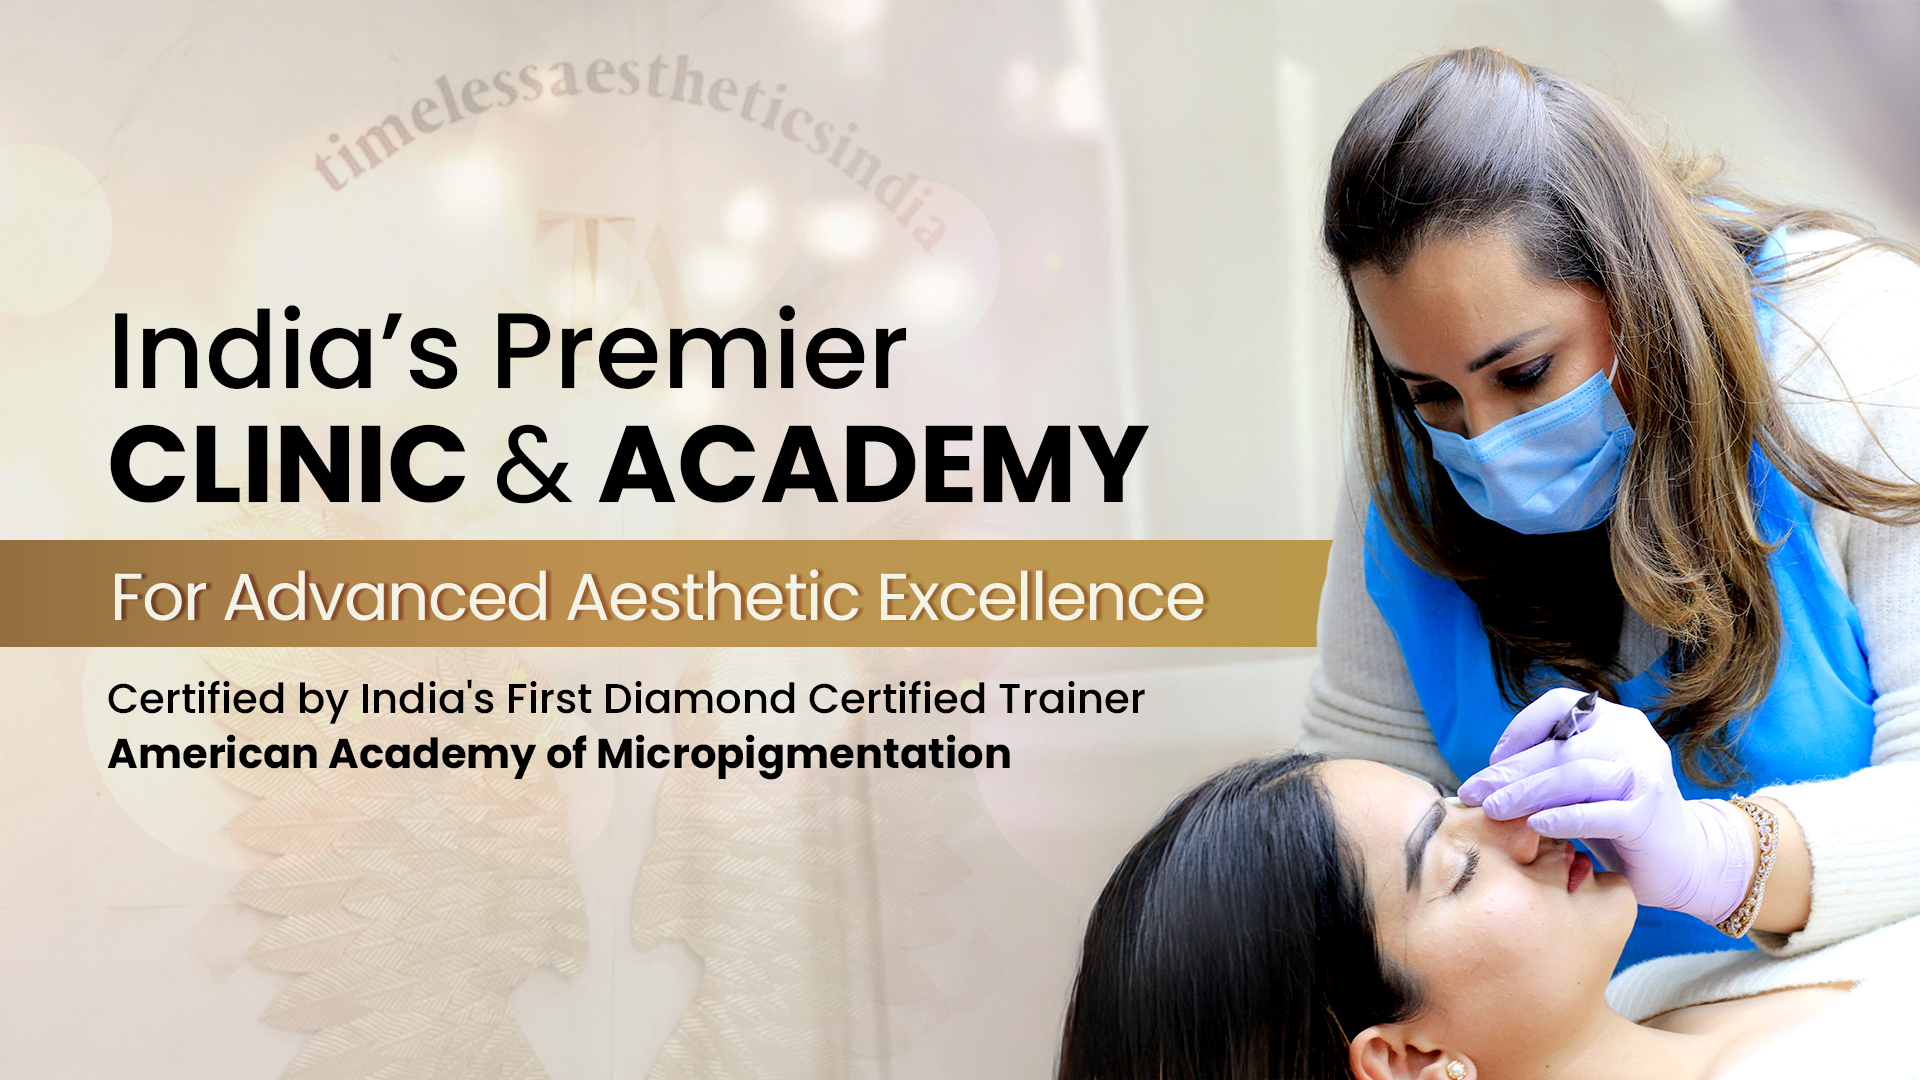 timelessaestheticsindia
TA
India’s Premier
CLINIC & ACADEMY
For Advanced Aesthetic Excellence
Certified by India's First Diamond Certified Trainer
American Academy of Micropigmentation